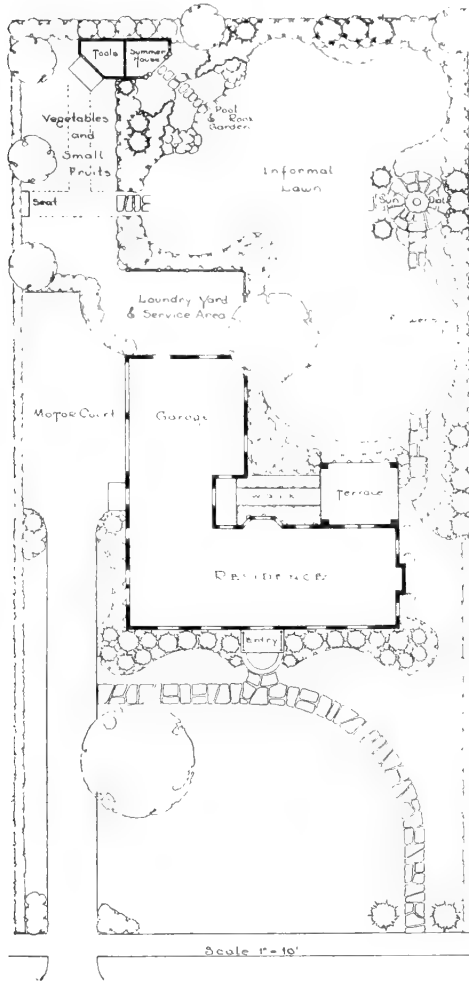 Tools
Summer
House
Vegetables
and
Small
Fruits
Pool
& Rock
Garden
Informal
Lawn
Seat
Sun Dial
Laundry Yard
& Service Area
Flowers
Motor Court
Garage
Walk
Terrace
RESIDENCE
Entry
Scale 1" = 10'